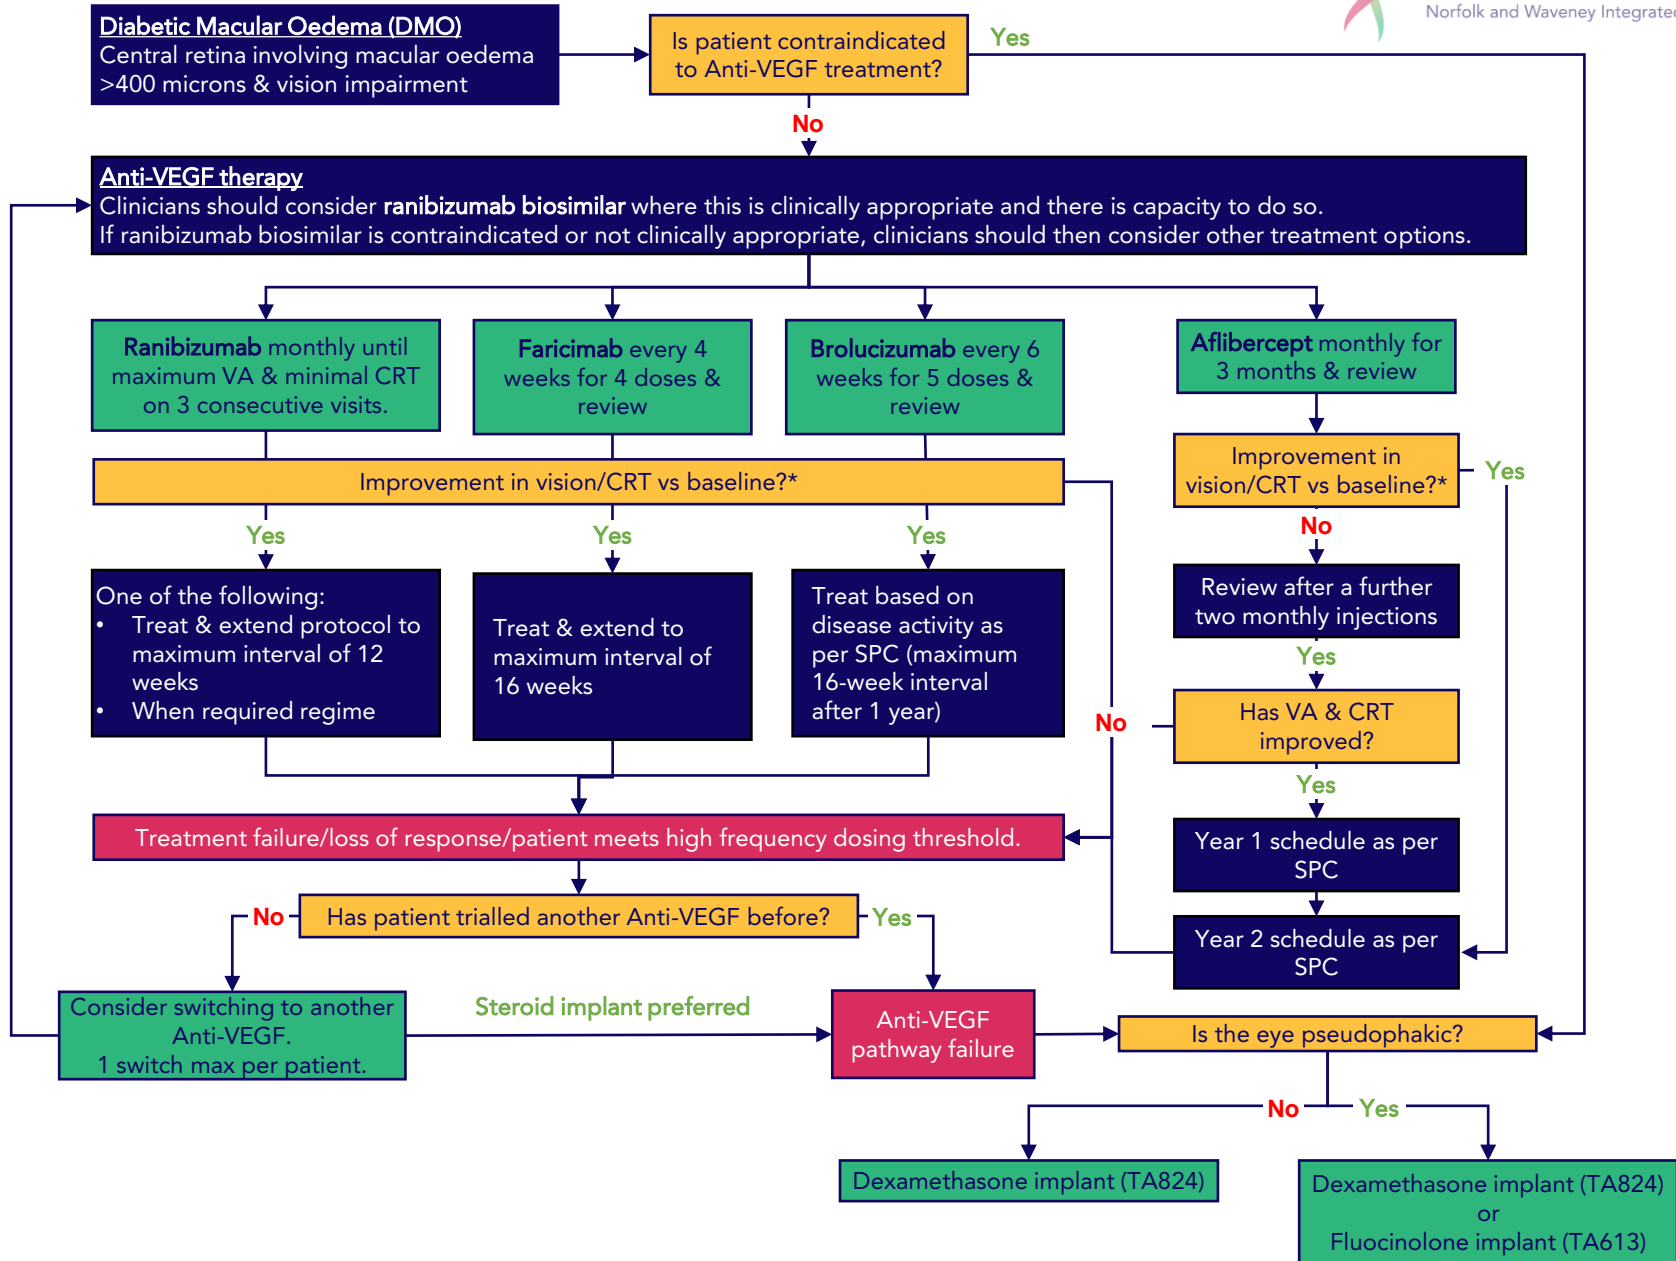 Norfolk and Waveney Integrated
Diabetic Macular Oedema (DMO)
Central retina involving macular oedema
>400 microns & vision impairment
Is patient contraindicated
to Anti-VEGF treatment?
Yes
No
Anti-VEGF therapy
Clinicians should consider ranibizumab biosimilar where this is clinically appropriate and there is capacity to do so.
If ranibizumab biosimilar is contraindicated or not clinically appropriate, clinicians should then consider other treatment options.
Ranibizumab monthly until
maximum VA & minimal CRT
on 3 consecutive visits.
Faricimab every 4
weeks for 4 doses &
review
Brolucizumab every 6
weeks for 5 doses &
review
Aflibercept monthly for
3 months & review
Improvement in vision/CRT vs baseline?*
Improvement in
vision/CRT vs baseline?*
Yes
No
Yes
Yes
Yes
One of the following:
• Treat & extend protocol to
maximum interval of 12
weeks
• When required regime
Treat & extend to
maximum interval of
16 weeks
Treat based on
disease activity as
per SPC (maximum
16-week interval
after 1 year)
Review after a further
two monthly injections
Yes
No
Has VA & CRT
improved?
Yes
Treatment failure/loss of response/patient meets high frequency dosing threshold.
Year 1 schedule as per
SPC
No
Has patient trialled another Anti-VEGF before?
Yes
Year 2 schedule as per
SPC
Consider switching to another
Anti-VEGF.
1 switch max per patient.
Steroid implant preferred
Anti-VEGF
pathway failure
Is the eye pseudophakic?
No
Yes
Dexamethasone implant (TA824)
Dexamethasone implant (TA824)
or
Fluocinolone implant (TA613)